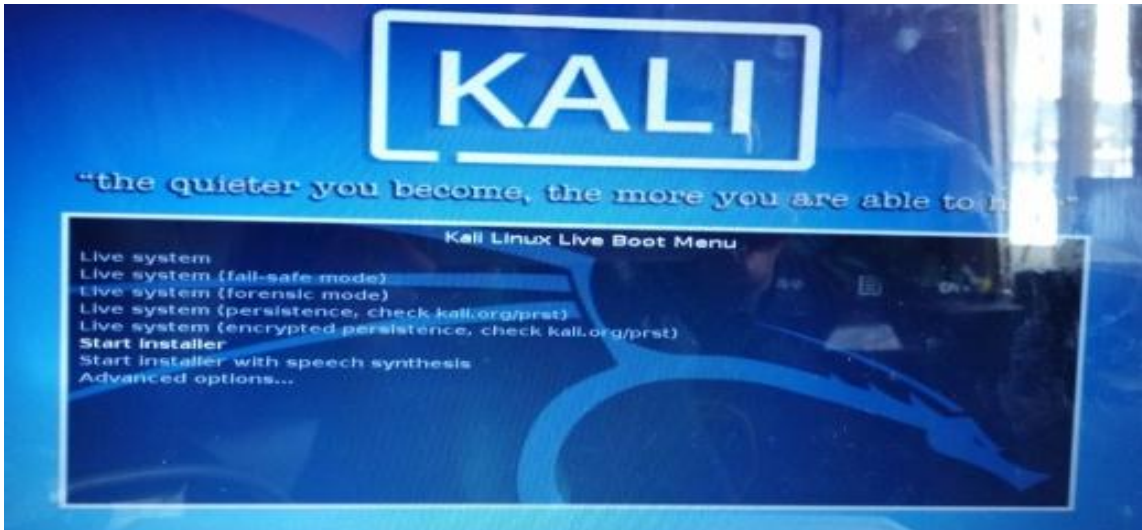 KALI
"the quieter you become, the more you are able to
Kali Linux Live Boot Menu
Live system
Live system (fail-safe mode)
Live system (forensic mode)
Live system (persistence, check kali.org/prst)
Live system (encrypted persistence, check kali.org/prst)
Start Installer
Start installer with speech synthesis
Advanced options...